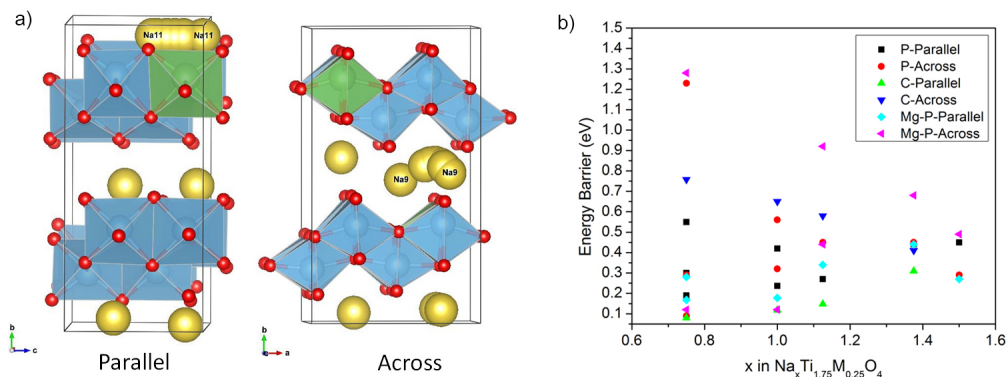 a)
Na11 Na11
Na9 Na9
b
c
b
a
Parallel
Across
b)
Energy Barrier (eV)
1.5
1.4
1.3
1.2
1.1
1.0
0.9
0.8
0.7
0.6
0.5
0.4
0.3
0.2
0.1
P-Parallel
P-Across
C-Parallel
C-Across
Mg-P-Parallel
Mg-P-Across
0.6 0.8 1.0 1.2 1.4 1.6
x in NaₓTi₁.₇₅M₀.₂₅O₄